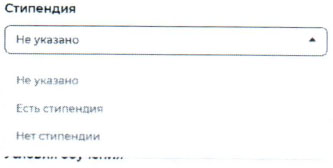 Стипендия
Не указано
Не указано
Есть стипендия
Нет стипендии